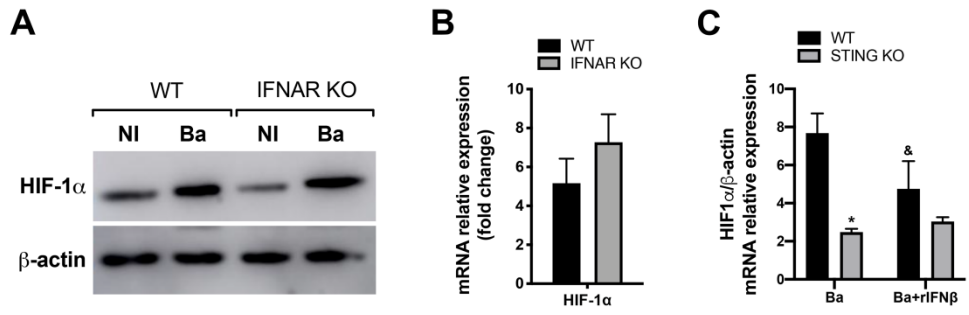 A
WT
IFNAR KO
NI
Ba
NI
Ba
HIF-1α
β-actin
B
WT
IFNAR KO
mRNA relative expression
(fold change)
10
8
6
4
2
0
HIF-1α
C
WT
STING KO
HIF1α/β-actin
mRNA relative expression
10
8
6
4
2
0
*
&
Ba
Ba+rIFNβ